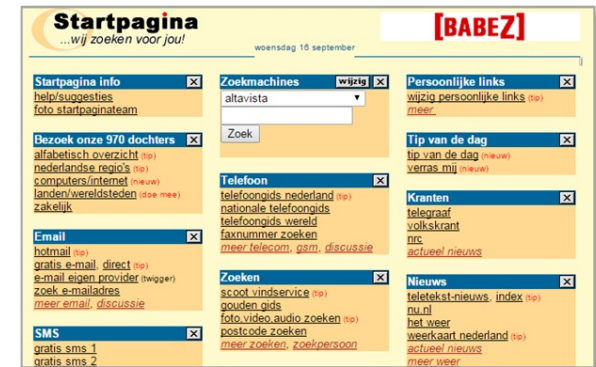 Startpagina
...wij zoeken voor jou!
[BABEZ]
woensdag 16 september
Startpagina info X
help/suggesties
foto startpaginateam
Bezoek onze 970 dochters X
alfabetisch overzicht (tip)
nederlandse regio's (tip)
computers/internet (nieuw)
landen/wereldsteden (doe mee)
zakelijk
Email X
hotmail (tip)
gratis e-mail, direct (tip)
e-mail eigen provider (twigger)
zoek e-mailadres
meer email, discussie
SMS X
gratis sms 1
gratis sms 2
Zoekmachines wijzig X
altavista
Zoek
Telefoon X
telefoongids nederland (tip)
nationale telefoongids
telefoongids wereld
faxnummer zoeken
meer telecom, gsm, discussie
Zoeken X
scoot vindservice (tip)
gouden gids
foto,video,audio zoeken (tip)
postcode zoeken
meer zoeken, zoekpersoon
Persoonlijke links X
wijzig persoonlijke links (tip)
meer
Tip van de dag X
tip van de dag (nieuw)
verras mij (nieuw)
Kranten X
telegraaf
volkskrant
nrc
actueel nieuws
Nieuws X
teletekst-nieuws, index (tip)
nu.nl
het weer
weerkaart nederland (tip)
actueel nieuws
meer weer